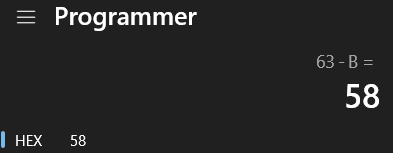 Programmer
63 - B =
58
HEX 58